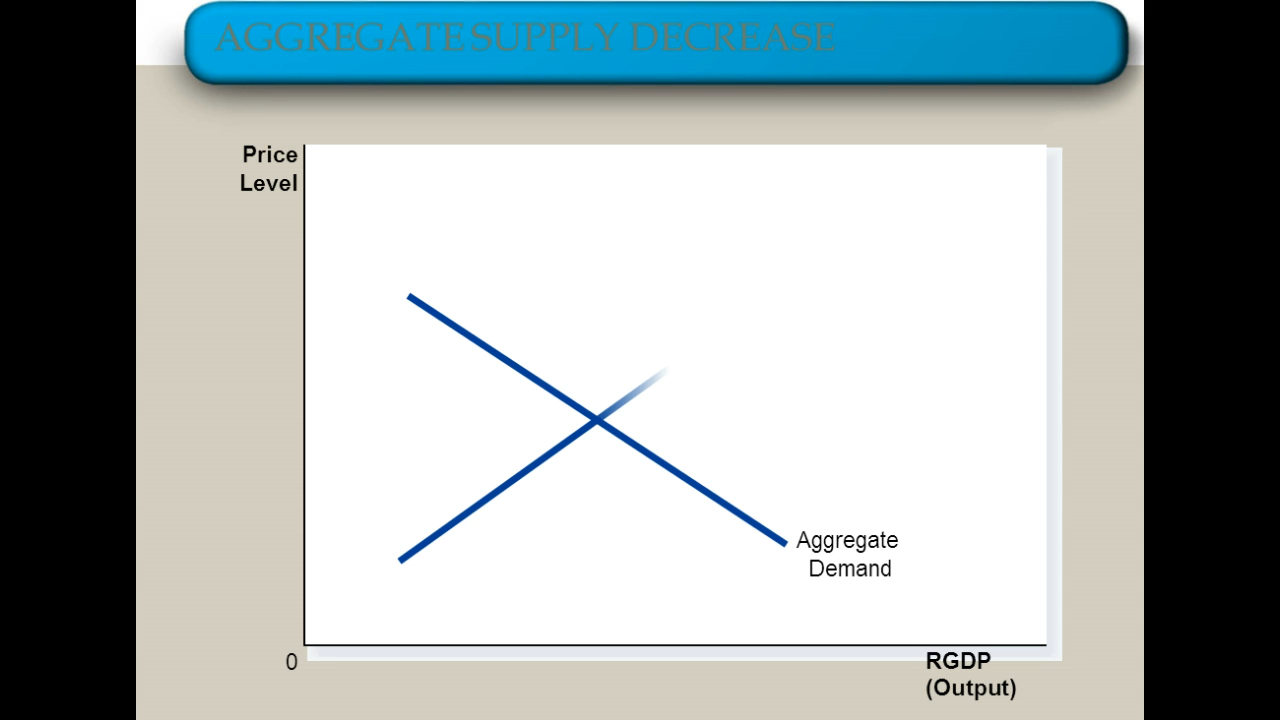 AGGREGATE SUPPLY DECREASE
Price
Level
Aggregate
Demand
0
RGDP
(Output)